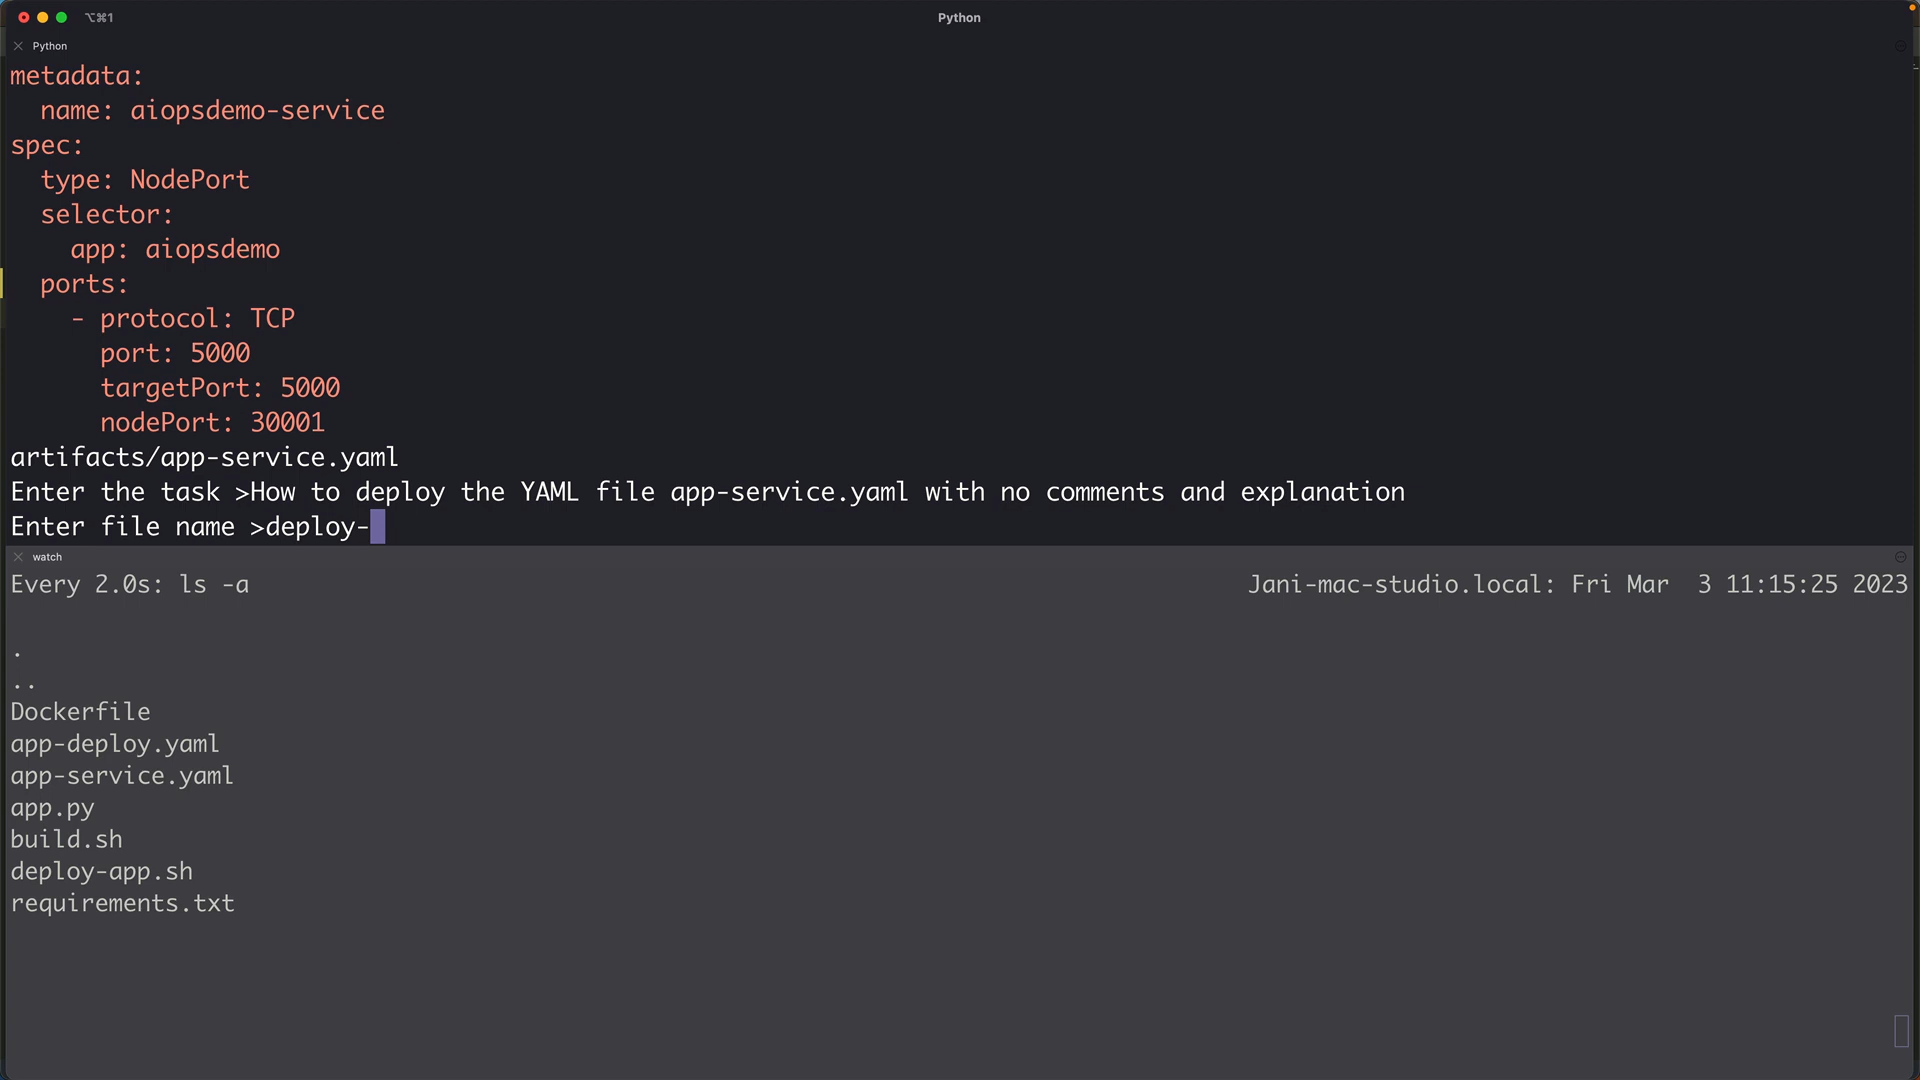 ⌥⌘1
Python
Python
metadata:
  name: aiopsdemo-service
spec:
  type: NodePort
  selector:
    app: aiopsdemo
  ports:
    - protocol: TCP
      port: 5000
      targetPort: 5000
      nodePort: 30001
artifacts/app-service.yaml
Enter the task >How to deploy the YAML file app-service.yaml with no comments and explanation
Enter file name >deploy-
watch
Every 2.0s: ls -a Jani-mac-studio.local: Fri Mar  3 11:15:25 2023
.
..
Dockerfile
app-deploy.yaml
app-service.yaml
app.py
build.sh
deploy-app.sh
requirements.txt